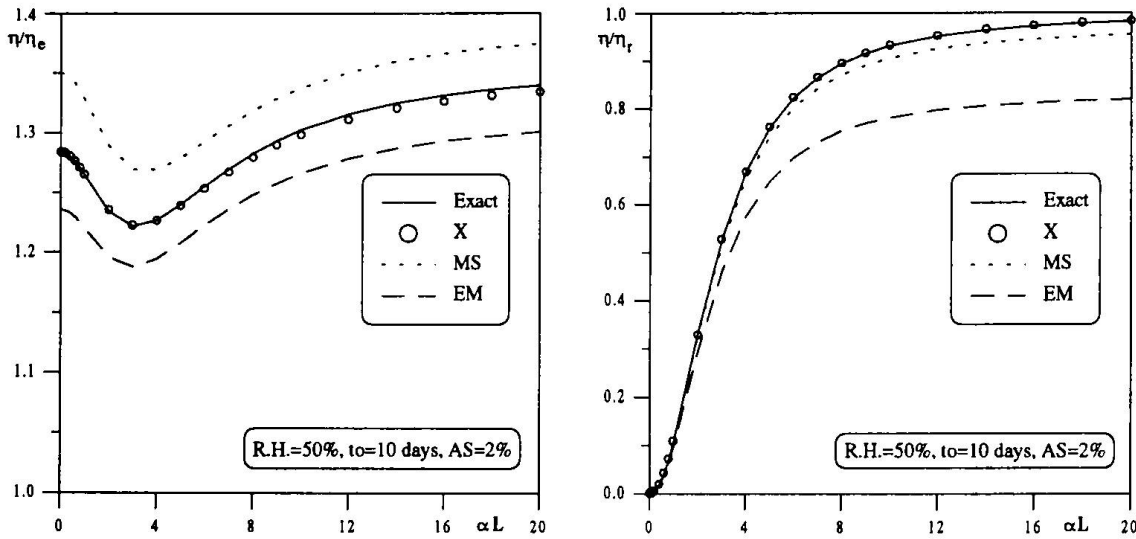 1.4
η/ηe
1.3
1.2
1.1
1.0
0
4
8
12
16
αL
20
Exact
X
MS
EM
R.H.=50%, to=10 days, AS=2%
1.0
η/ηr
0.8
0.6
0.4
0.2
0.0
0
4
8
12
16
αL
20
Exact
X
MS
EM
R.H.=50%, to=10 days, AS=2%